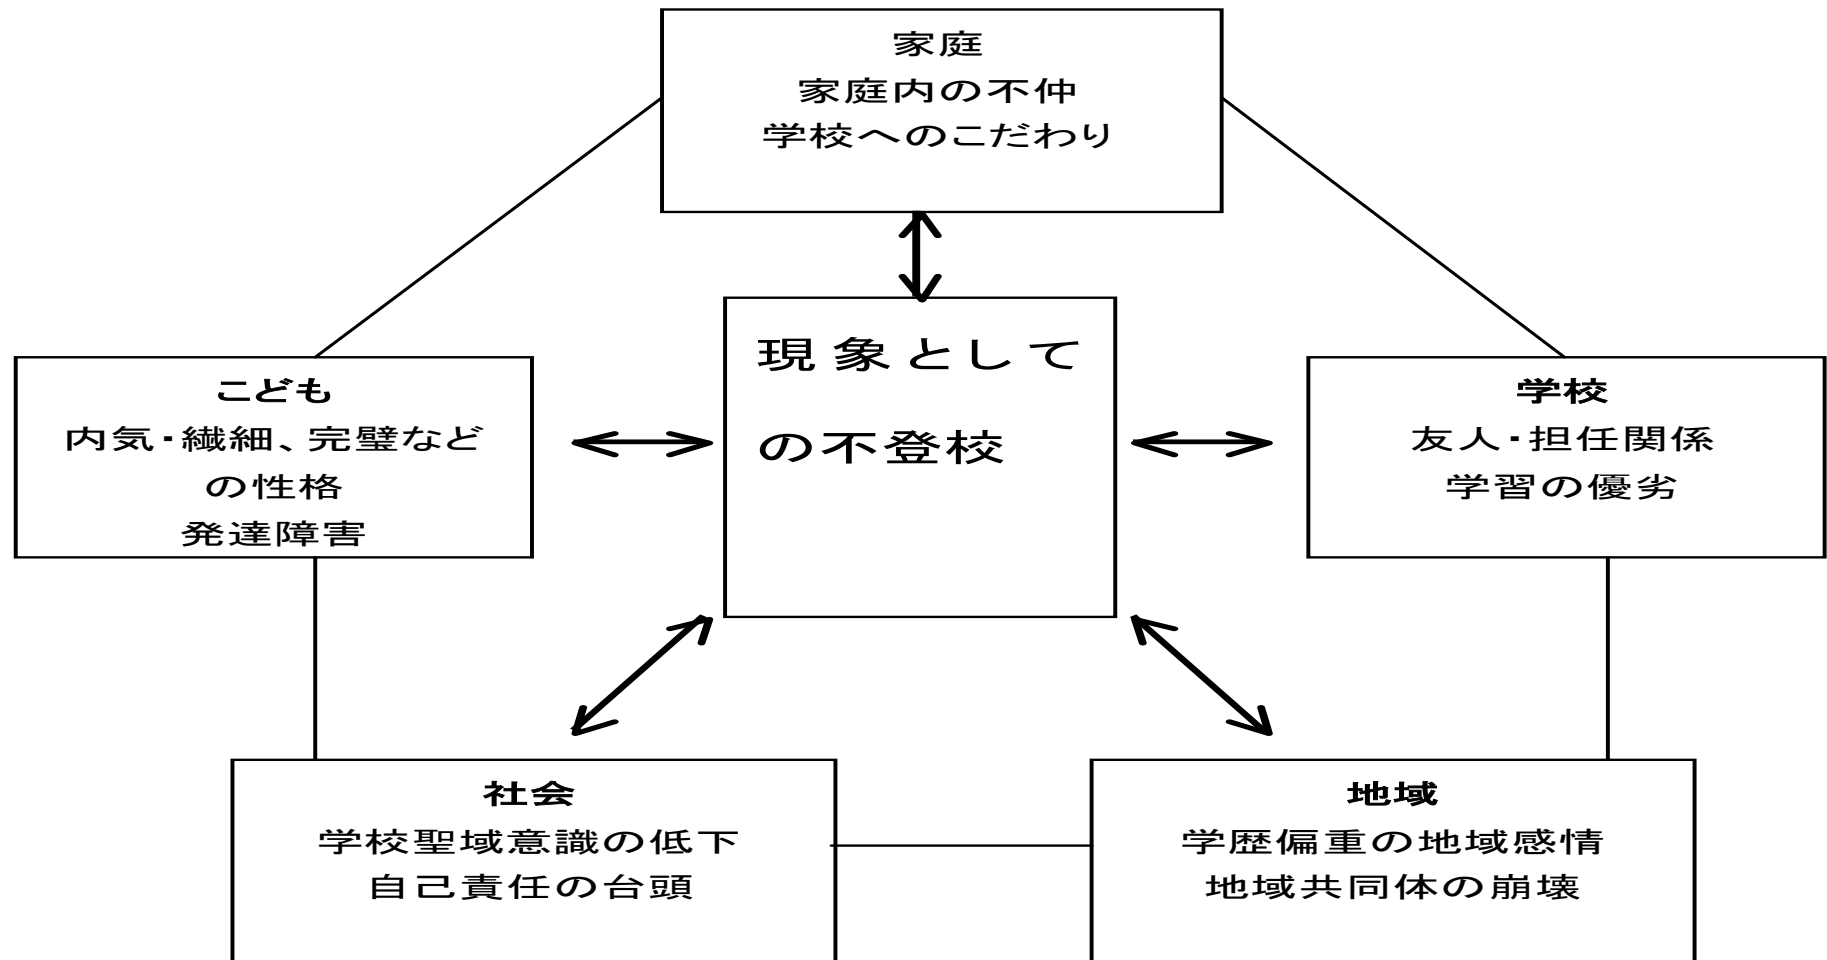 家庭
家庭内の不仲
学校へのこだわり
現象として
の不登校
こども
内気・繊細、完璧など
の性格
発達障害
学校
友人・担任関係
学習の優劣
社会
学校聖域意識の低下
自己責任の台頭
地域
学歴偏重の地域感情
地域共同体の崩壊